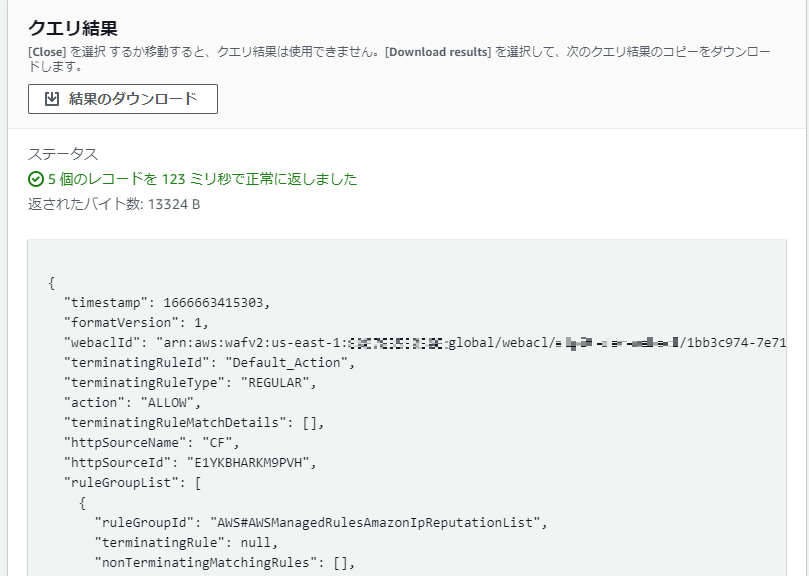 クエリ結果
[Close] を選択 するか移動すると、クエリ結果は使用できません。[Download results] を選択して、次のクエリ結果のコピーをダウンロー
ドします。
結果のダウンロード
ステータス
5 個のレコードを 123 ミリ秒で正常に返しました
返されたバイト数: 13324 B
{
"timestamp": 1666663415303,
"formatVersion": 1,
"webaclId": "arn:aws:wafv2:us-east-1: global/webacl/ /1bb3c974-7e71
"terminatingRuleId": "Default_Action",
"terminatingRuleType": "REGULAR",
"action": "ALLOW",
"terminatingRuleMatchDetails": [],
"httpSourceName": "CF",
"httpSourceId": "E1YKBHARKM9PVH",
"ruleGroupList": [
{
"ruleGroupId": "AWS#AWSManagedRulesAmazonIpReputationList",
"terminatingRule": null,
"nonTerminatingMatchingRules": [],